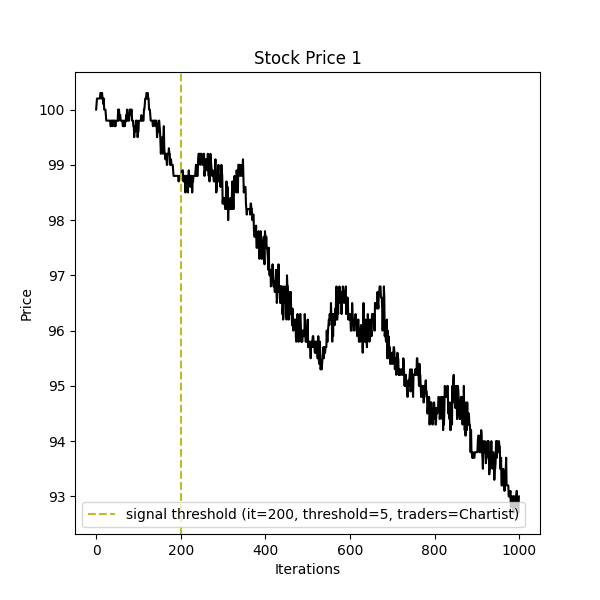 Stock Price 1
Price
100
99
98
97
96
95
94
93
signal threshold (it=200, threshold=5, traders=Chartist)
0 200 400 600 800 1000
Iterations